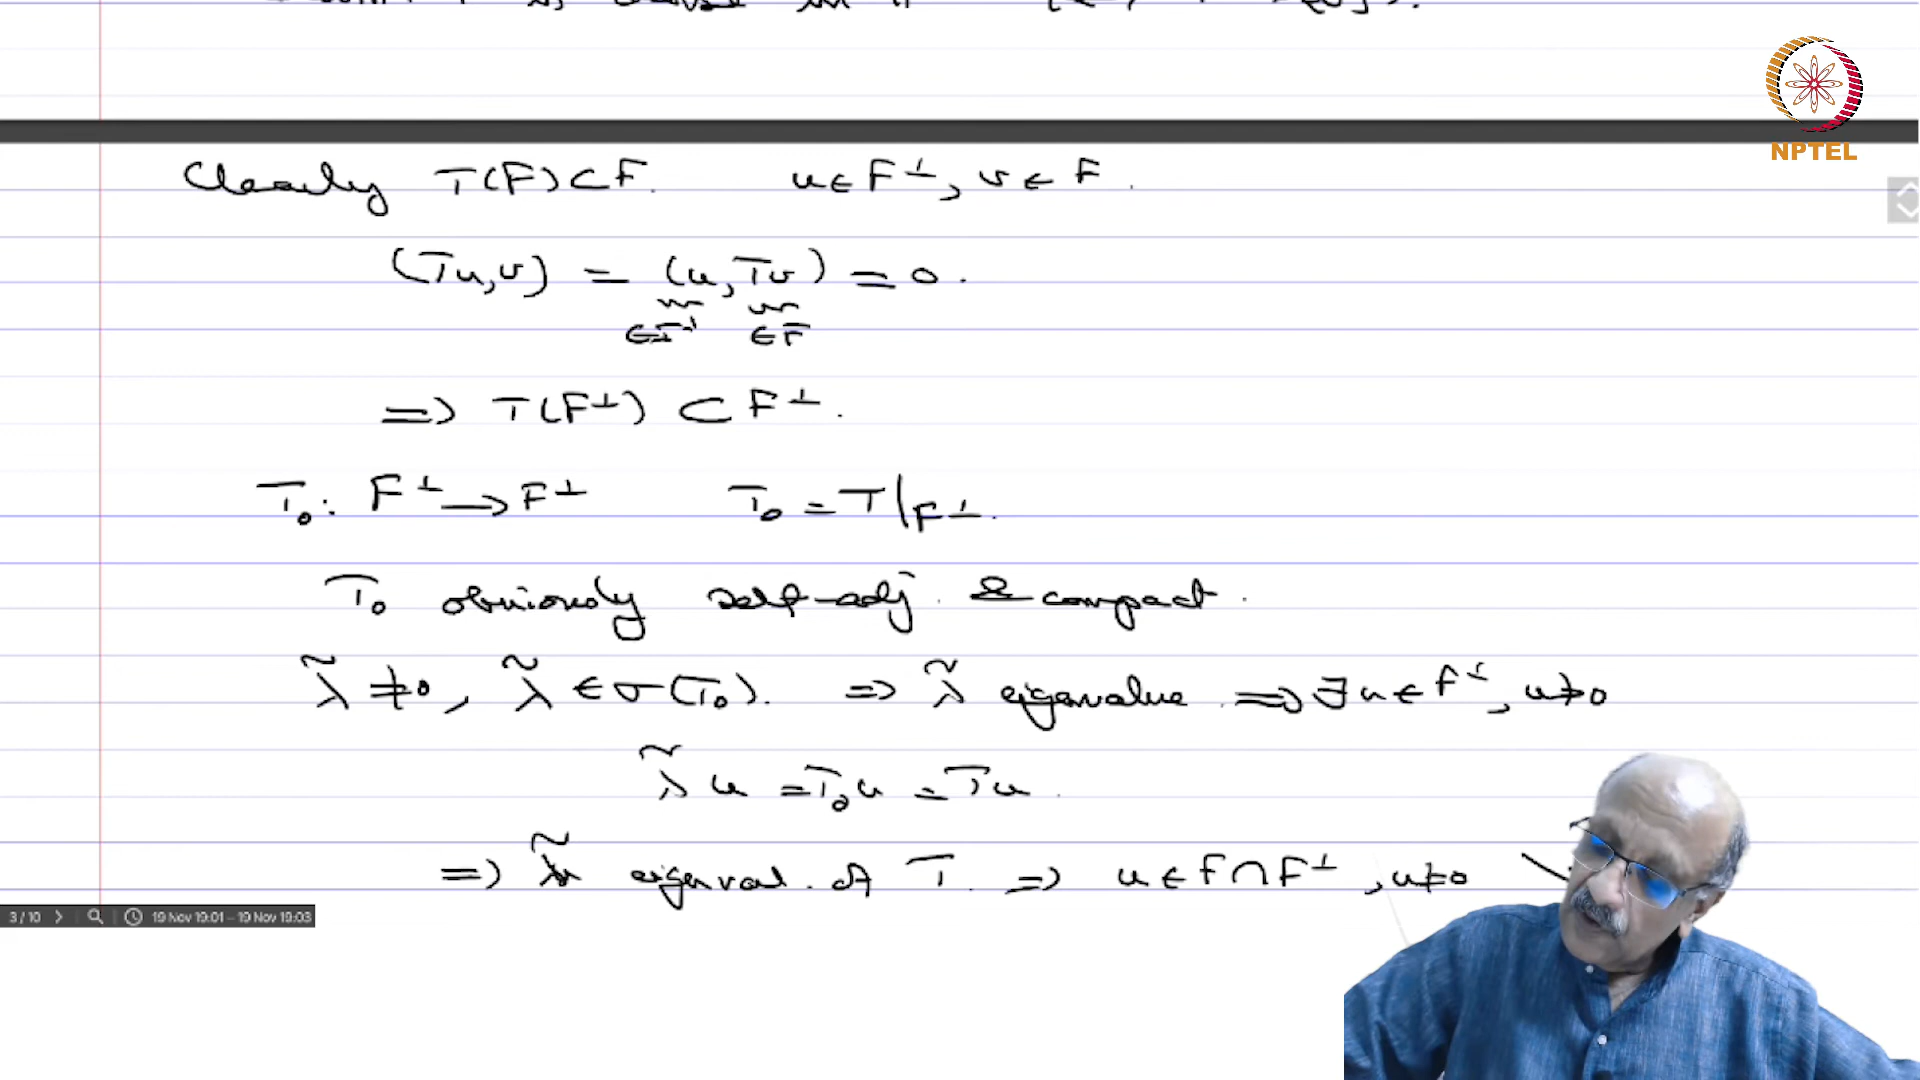 NPTEL
Clearly T(F) ⊂ F. u ∈ F⊥, v ∈ F.
(Tu, v) = (u, Tv) = 0.
∈ F⊥ ∈ F
=> T(F⊥) ⊂ F⊥.
T₀: F⊥ → F⊥ T₀ = T|F⊥.
T₀ obviously self-adj. & compact.
λ̃ ≠ 0, λ̃ ∈ σ(T₀). => λ̃ eigenvalue. => ∃ u ∈ F⊥, u ≠ 0
λ̃ u = T₀u = Tu.
=> λ̃ eigenval. of T. => u ∈ F ∩ F⊥, u ≠ 0
3 / 10 19 Nov 19:01 – 19 Nov 19:03